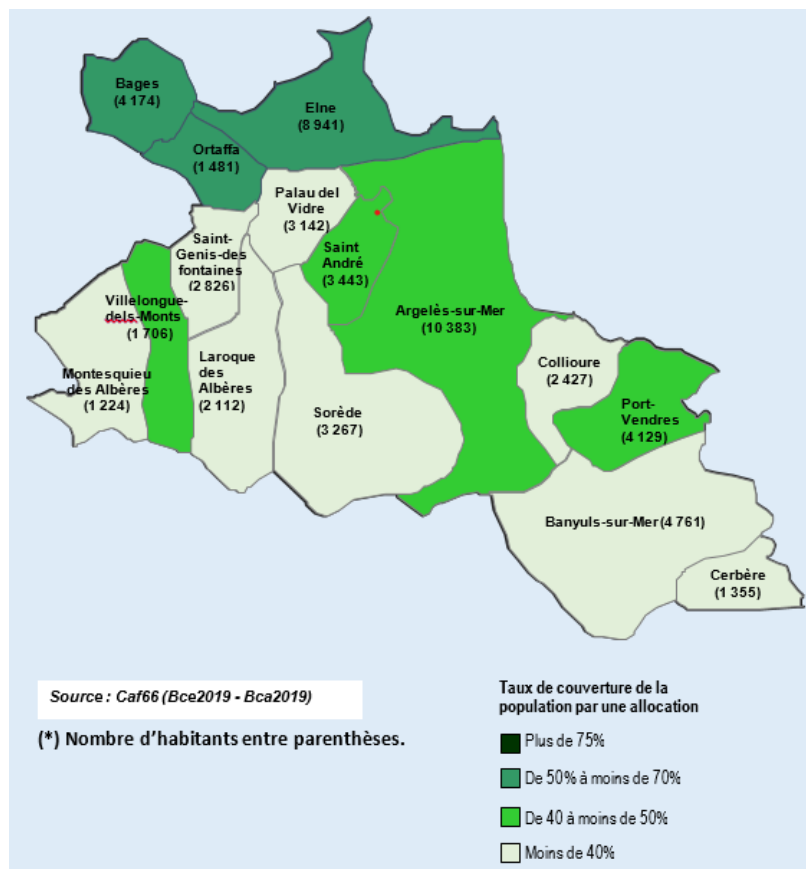 Bages
(4 174)
Elne
(8 941)
Ortaffa
(1 481)
Palau del
Vidre
(3 142)
Saint-
Genis-des
fontaines
(2 826)
Saint
André
(3 443)
Villelongue-
dels-Monts
(1 706)
Argelès-sur-Mer
(10 383)
Collioure
(2 427)
Laroque
des
Albères
(2 112)
Montesquieu
des Albères
(1 224)
Sorède
(3 267)
Port-
Vendres
(4 129)
Banyuls-sur-Mer(4 761)
Cerbère
(1 355)
Source : Caf66 (Bce2019 - Bca2019)
(*) Nombre d’habitants entre parenthèses.
Taux de couverture de la
population par une allocation
Plus de 75%
De 50% à moins de 70%
De 40 à moins de 50%
Moins de 40%